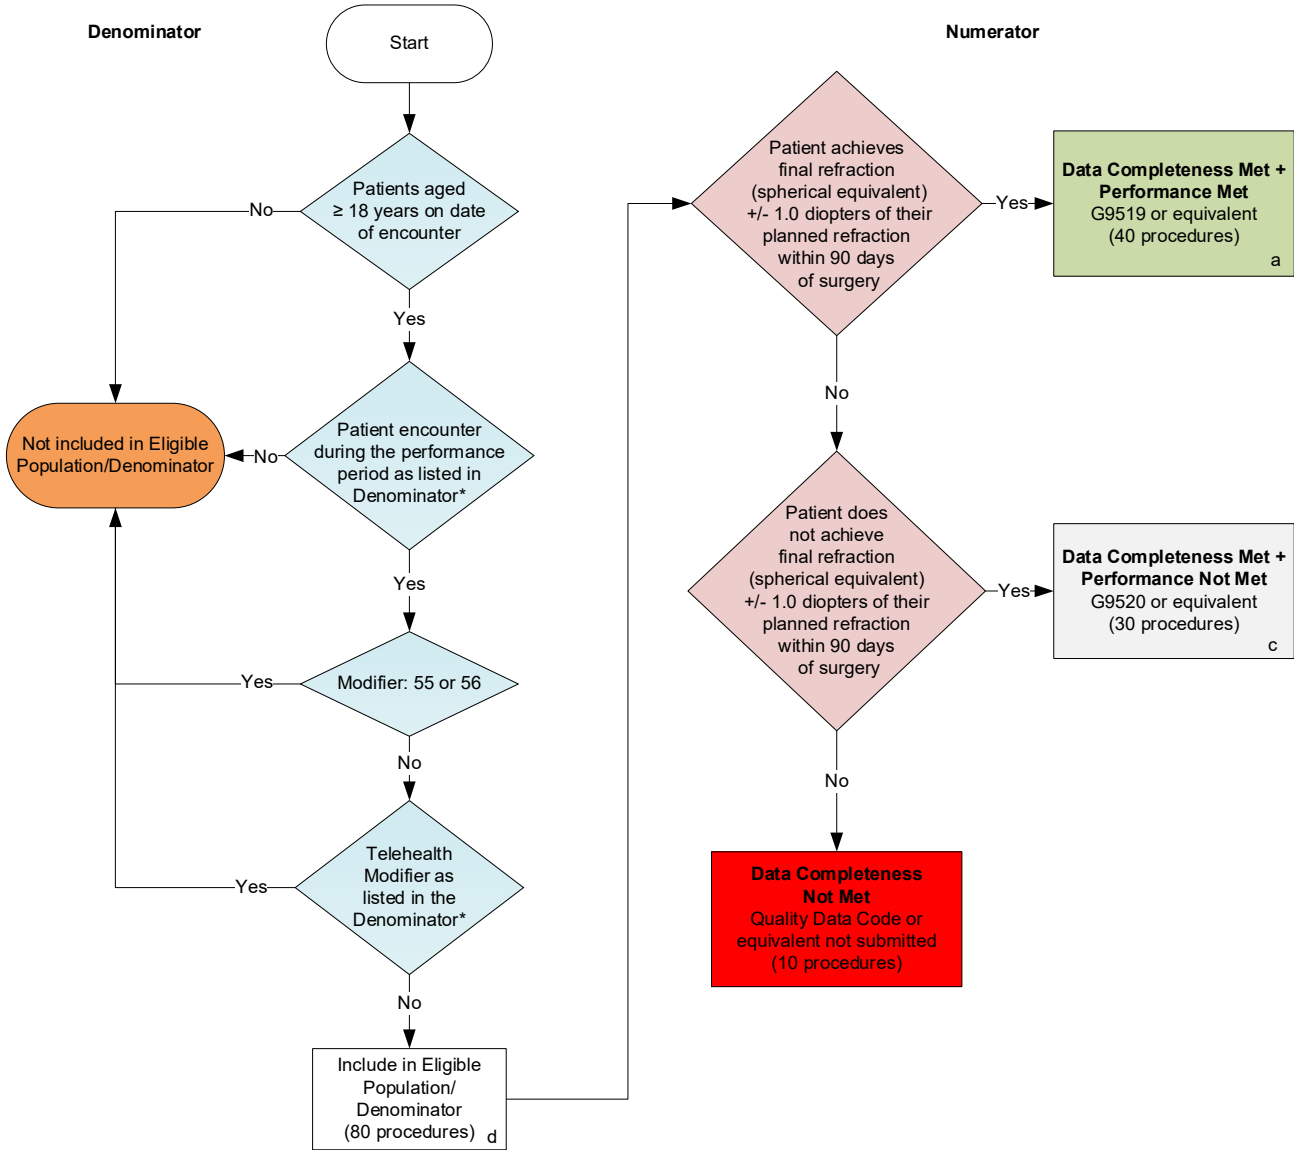 Denominator
Start
Patients aged
≥ 18 years on date
of encounter
No
Yes
Patient encounter
during the performance
period as listed in
Denominator*
No
Not included in Eligible
Population/Denominator
Yes
Modifier: 55 or 56
Yes
No
Telehealth
Modifier as
listed in the
Denominator*
Yes
No
Include in Eligible
Population/
Denominator
(80 procedures)
d
Numerator
Patient achieves
final refraction
(spherical equivalent)
+/- 1.0 diopters of their
planned refraction
within 90 days
of surgery
Yes
Data Completeness Met +
Performance Met
G9519 or equivalent
(40 procedures)
a
No
Patient does
not achieve
final refraction
(spherical equivalent)
+/- 1.0 diopters of their
planned refraction
within 90 days
of surgery
Yes
Data Completeness Met +
Performance Not Met
G9520 or equivalent
(30 procedures)
c
No
Data Completeness
Not Met
Quality Data Code or
equivalent not submitted
(10 procedures)